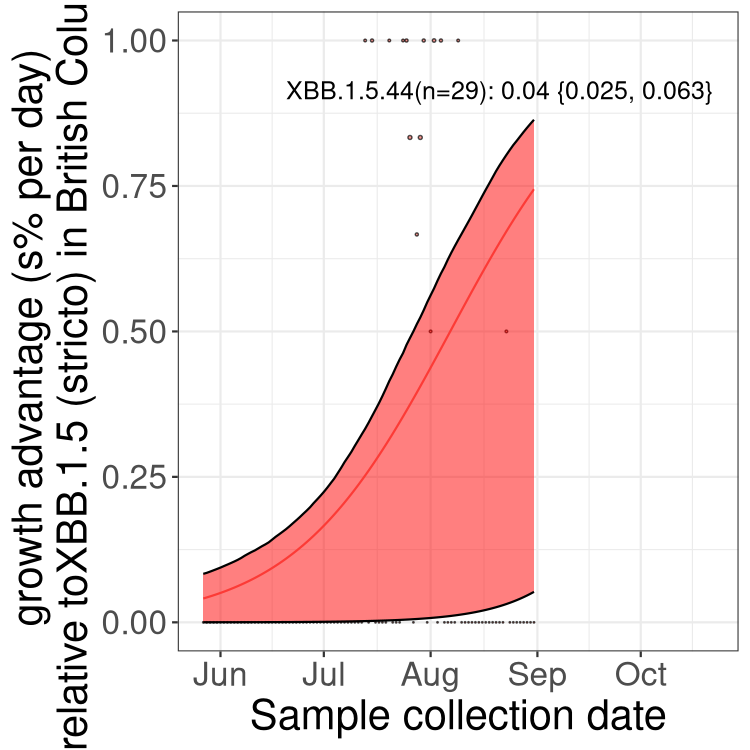 growth advantage (s% per day)
relative toXBB.1.5 (stricto) in British Colu
1.00
0.75
0.50
0.25
0.00
XBB.1.5.44(n=29): 0.04 {0.025, 0.063}
Jun Jul Aug Sep Oct
Sample collection date